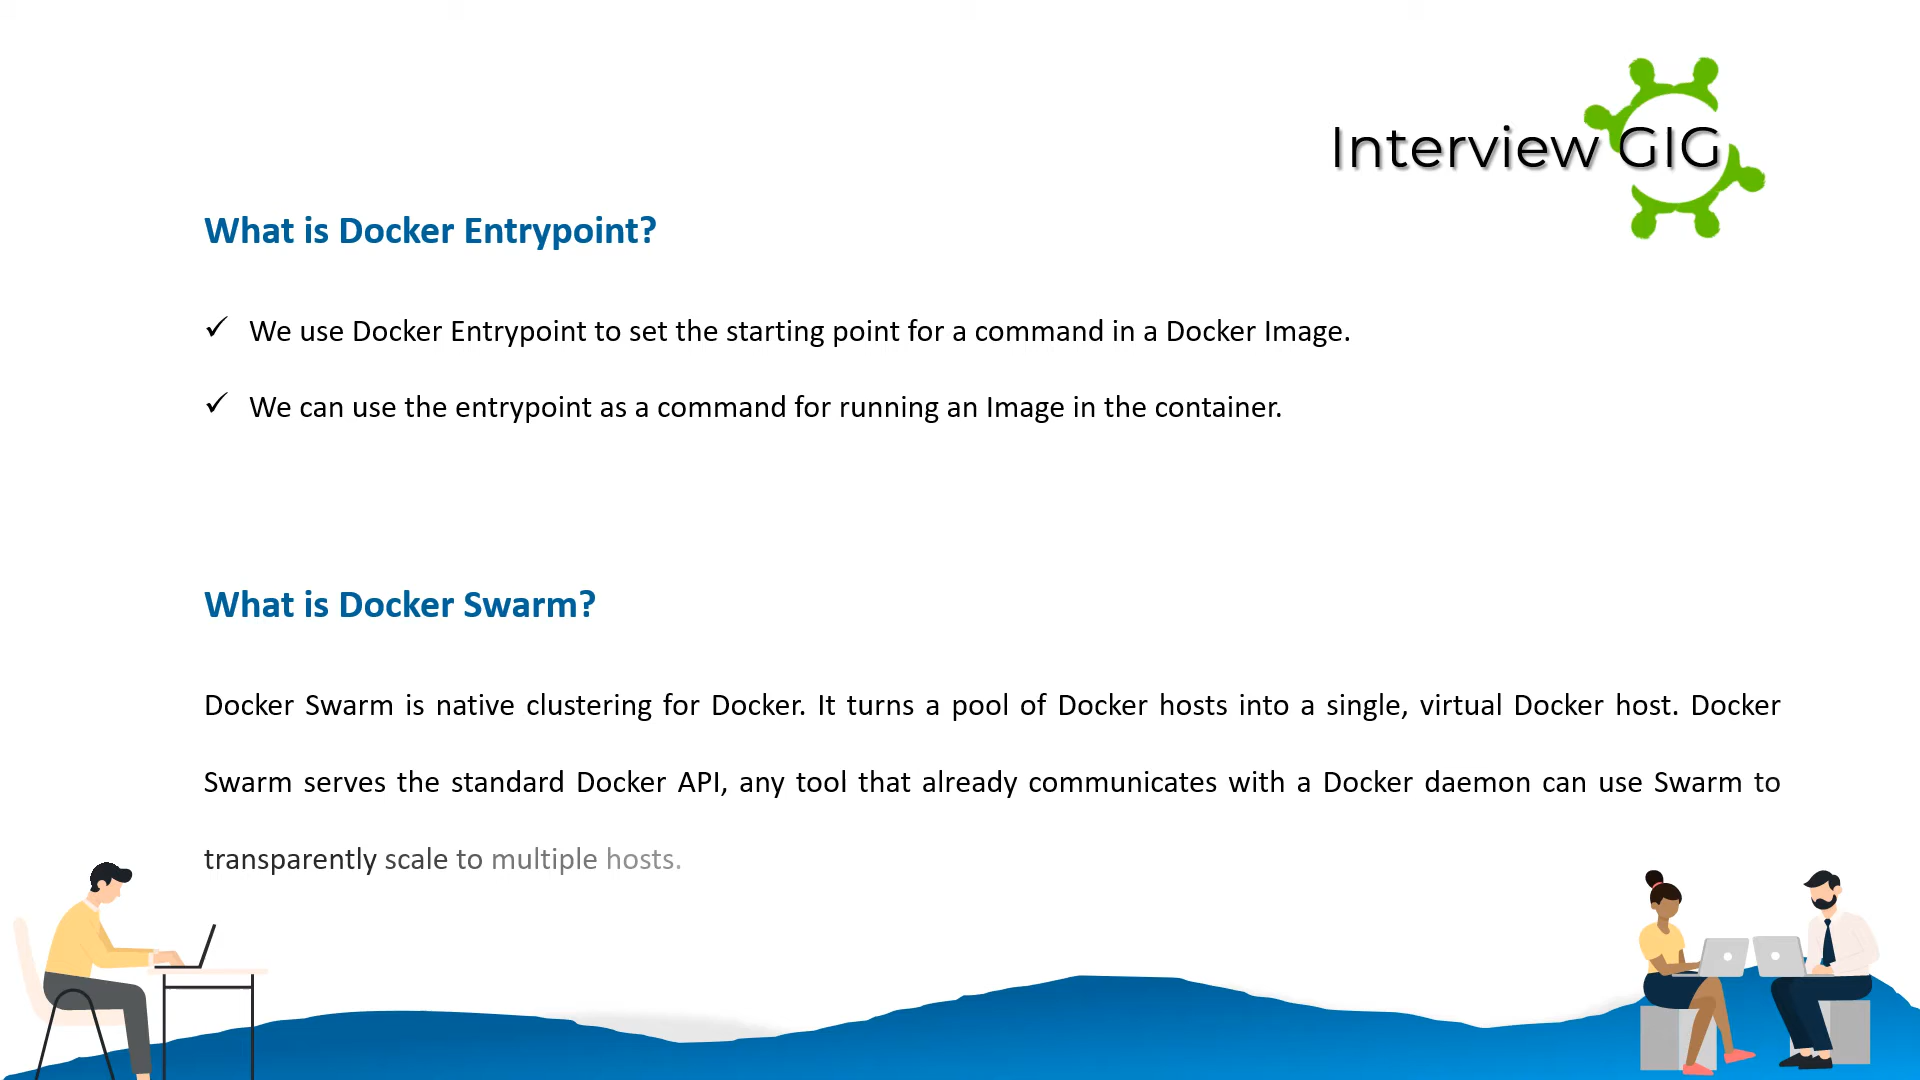 Interview GIG
What is Docker Entrypoint?
✓ We use Docker Entrypoint to set the starting point for a command in a Docker Image.
✓ We can use the entrypoint as a command for running an Image in the container.
What is Docker Swarm?
Docker Swarm is native clustering for Docker. It turns a pool of Docker hosts into a single, virtual Docker host. Docker
Swarm serves the standard Docker API, any tool that already communicates with a Docker daemon can use Swarm to
transparently scale to multiple hosts.